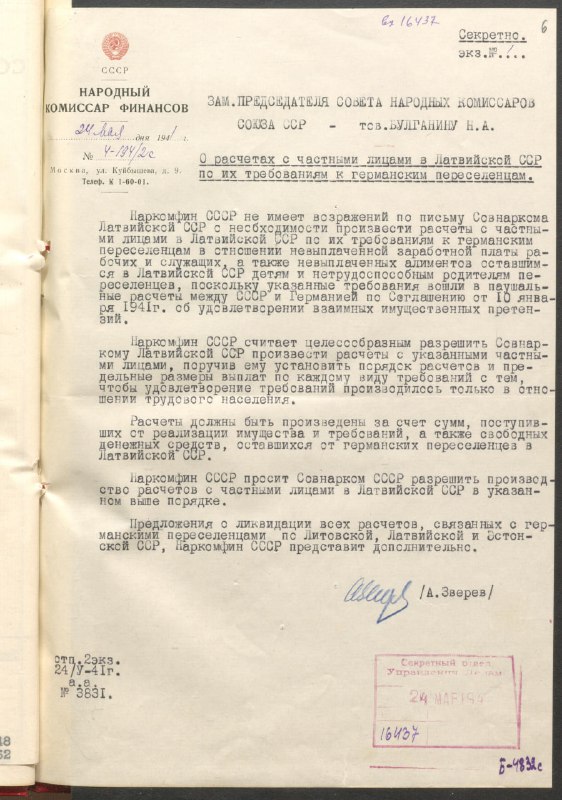 Вх 16437
6
Секретно.
экз.№ 1...
СССР
НАРОДНЫЙ
КОМИССАР ФИНАНСОВ
24 мая дня 1941 г.
№ 4-194/2с
Москва, ул. Куйбышева, д. 9.
Телеф. К 1-60-01.
ЗАМ.ПРЕДСЕДАТЕЛЯ СОВЕТА НАРОДНЫХ КОМИССАРОВ
СОЮЗА ССР - тов.БУЛГАНИНУ Н.А.
О расчетах с частными лицами в Латвийской ССР
по их требованиям к германским переселенцам.
Наркомфин СССР не имеет возражений по письму Совнаркома
Латвийской ССР о необходимости произвести расчеты с частны-
ми лицами в Латвийской ССР по их требованиям к германским
переселенцам в отношении невыплаченной заработной платы ра-
бочих и служащих, а также невыплаченных алиментов оставшим-
ся в Латвийской ССР детям и нетрудоспособным родителям пе-
реселенцев, поскольку указанные требования вошли в паушаль-
ные расчеты между СССР и Германией по Соглашению от 10 янва-
ря 1941г. об удовлетворении взаимных имущественных претен-
зий.
Наркомфин СССР считает целесообразным разрешить Совнар-
кому Латвийской ССР произвести расчеты с указанными частны-
ми лицами, поручив ему установить порядок расчетов и пре-
дельные размеры выплат по каждому виду требований с тем,
чтобы удовлетворение требований производилось только в отно-
шении трудового населения.
Расчеты должны быть произведены за счет сумм, поступив-
ших от реализации имущества и требований, а также свободных
денежных средств, оставшихся от германских переселенцев в
Латвийской ССР.
Наркомфин СССР просит Совнарком СССР разрешить производ-
ство расчетов с частными лицами в Латвийской ССР в указан-
ном выше порядке.
Предложения о ликвидации всех расчетов, связанных с гер-
манскими переселенцами по Литовской, Латвийской и Эстон-
ской ССР, Наркомфин СССР представит дополнительно.
/А.Зверев/
отп.2экз.
24/У-41г.
а.а.
№ 3831.
Секретный отдел
Управления Делами
24 МАЯ 194
16437
Б-4832с
48
52